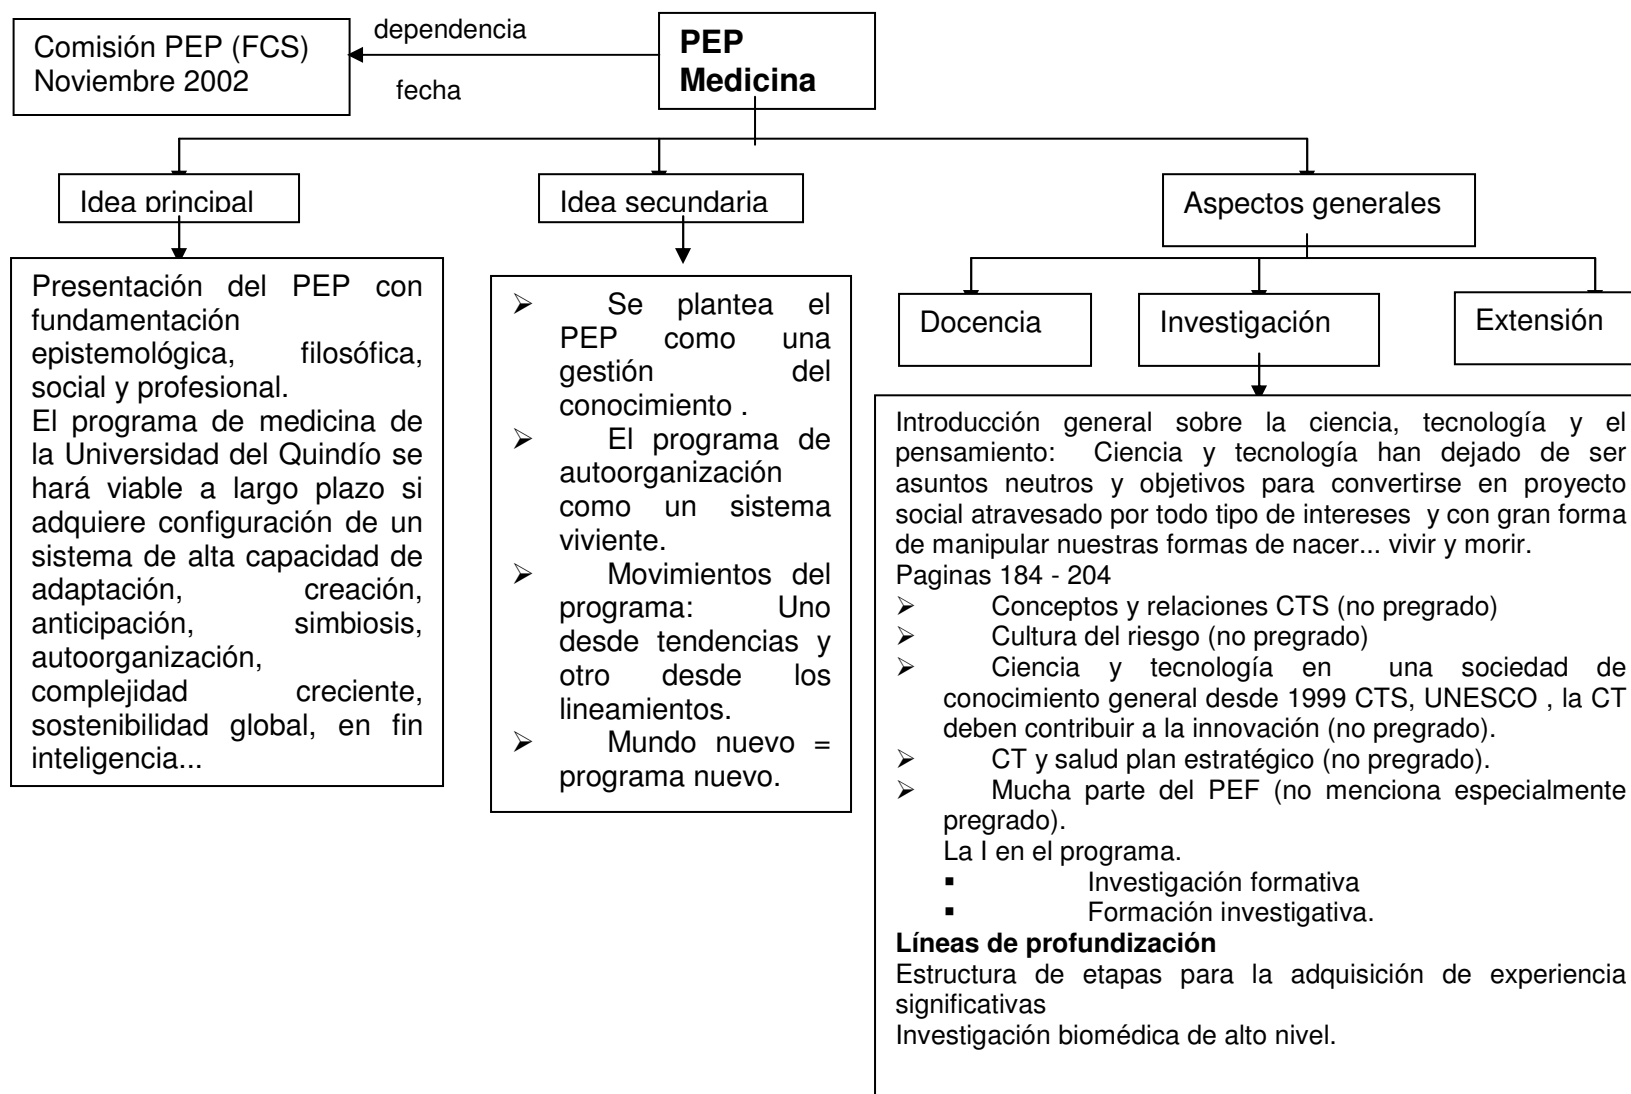 Comisión PEP (FCS)
Noviembre 2002
dependencia
fecha
PEP
Medicina
Idea principal
Idea secundaria
Aspectos generales
Presentación del PEP con
fundamentación
epistemológica, filosófica,
social y profesional.
El programa de medicina de
la Universidad del Quindío se
hará viable a largo plazo si
adquiere configuración de un
sistema de alta capacidad de
adaptación, creación,
anticipación, simbiosis,
autoorganización,
complejidad creciente,
sostenibilidad global, en fin
inteligencia...
➢ Se plantea el
PEP como una
gestión del
conocimiento .
➢ El programa de
autoorganización
como un sistema
viviente.
➢ Movimientos del
programa: Uno
desde tendencias y
otro desde los
lineamientos.
➢ Mundo nuevo =
programa nuevo.
Docencia
Investigación
Extensión
Introducción general sobre la ciencia, tecnología y el
pensamiento: Ciencia y tecnología han dejado de ser
asuntos neutros y objetivos para convertirse en proyecto
social atravesado por todo tipo de intereses y con gran forma
de manipular nuestras formas de nacer... vivir y morir.
Paginas 184 - 204
➢ Conceptos y relaciones CTS (no pregrado)
➢ Cultura del riesgo (no pregrado)
➢ Ciencia y tecnología en una sociedad de
conocimiento general desde 1999 CTS, UNESCO , la CT
deben contribuir a la innovación (no pregrado).
➢ CT y salud plan estratégico (no pregrado).
➢ Mucha parte del PEF (no menciona especialmente
pregrado).
La I en el programa.
▪ Investigación formativa
▪ Formación investigativa.
Líneas de profundización
Estructura de etapas para la adquisición de experiencia
significativas
Investigación biomédica de alto nivel.